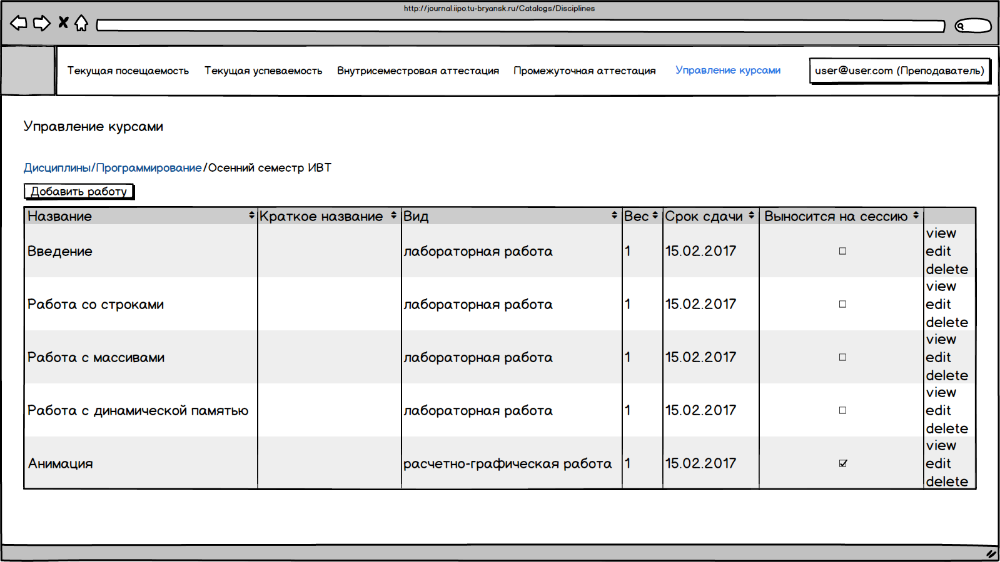 http://journal.iipo.tu-bryansk.ru/Catalogs/Disciplines
Текущая посещаемость Текущая успеваемость Внутрисеместровая аттестация Промежуточная аттестация Управление курсами user@user.com (Преподаватель)
Управление курсами
Дисциплины/Программирование/Осенний семестр ИВТ
Добавить работу
Название Краткое название Вид Вес Срок сдачи Выносится на сессию
view
Введение лабораторная работа 1 15.02.2017 edit
delete
view
Работа со строками лабораторная работа 1 15.02.2017 edit
delete
view
Работа с массивами лабораторная работа 1 15.02.2017 edit
delete
view
Работа с динамической памятью лабораторная работа 1 15.02.2017 edit
delete
view
Анимация расчетно-графическая работа 1 15.02.2017 edit
delete